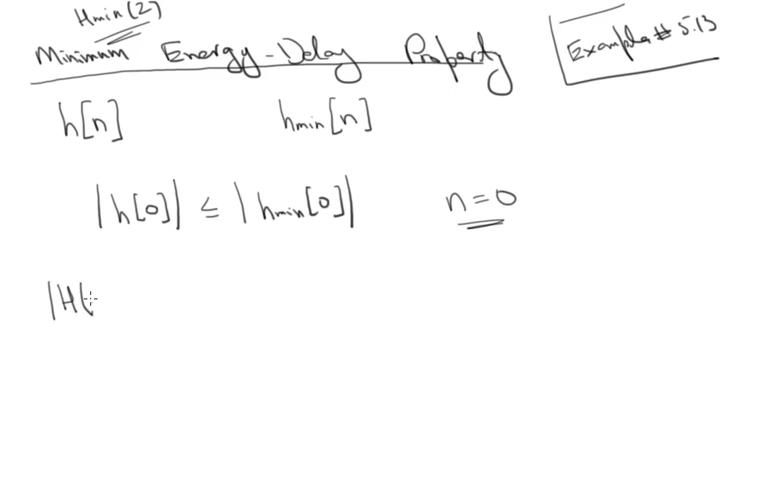 Hmin(z)
Minimum Energy-Delay Property
Example # 5.13
h[n] hmin[n]
|h[0]| ≤ |hmin[0]| n=0
|H(